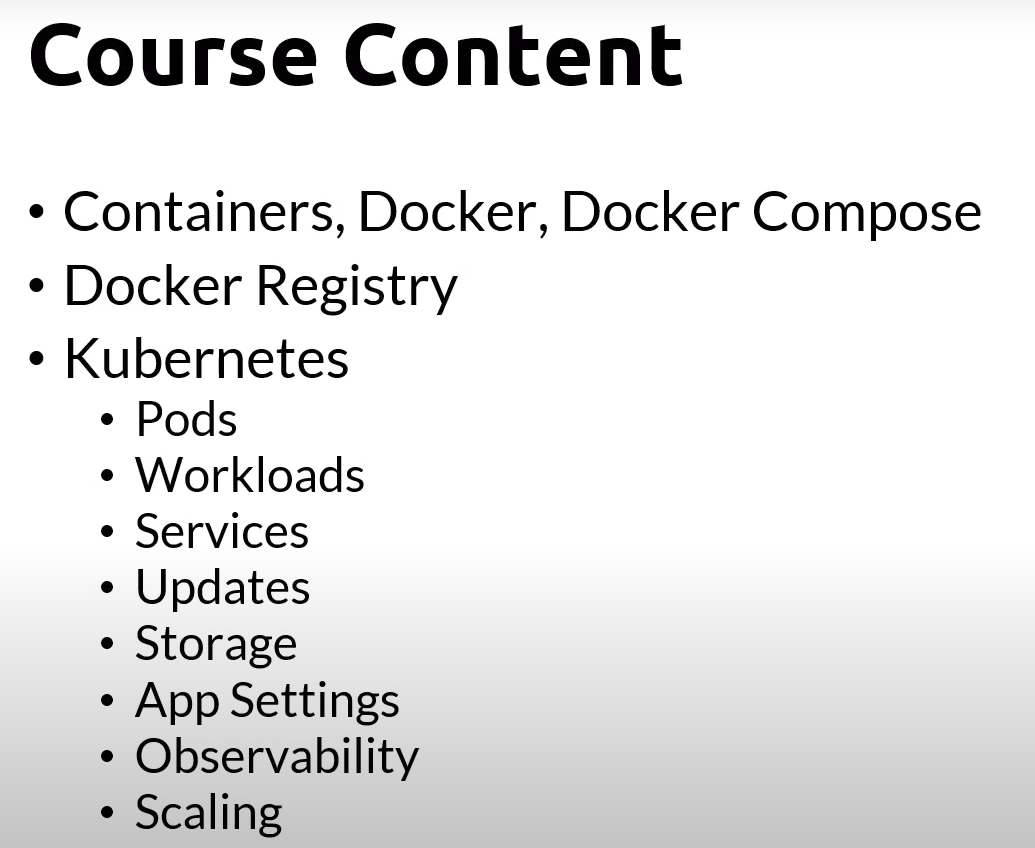 Course Content
• Containers, Docker, Docker Compose
• Docker Registry
• Kubernetes
• Pods
• Workloads
• Services
• Updates
• Storage
• App Settings
• Observability
• Scaling